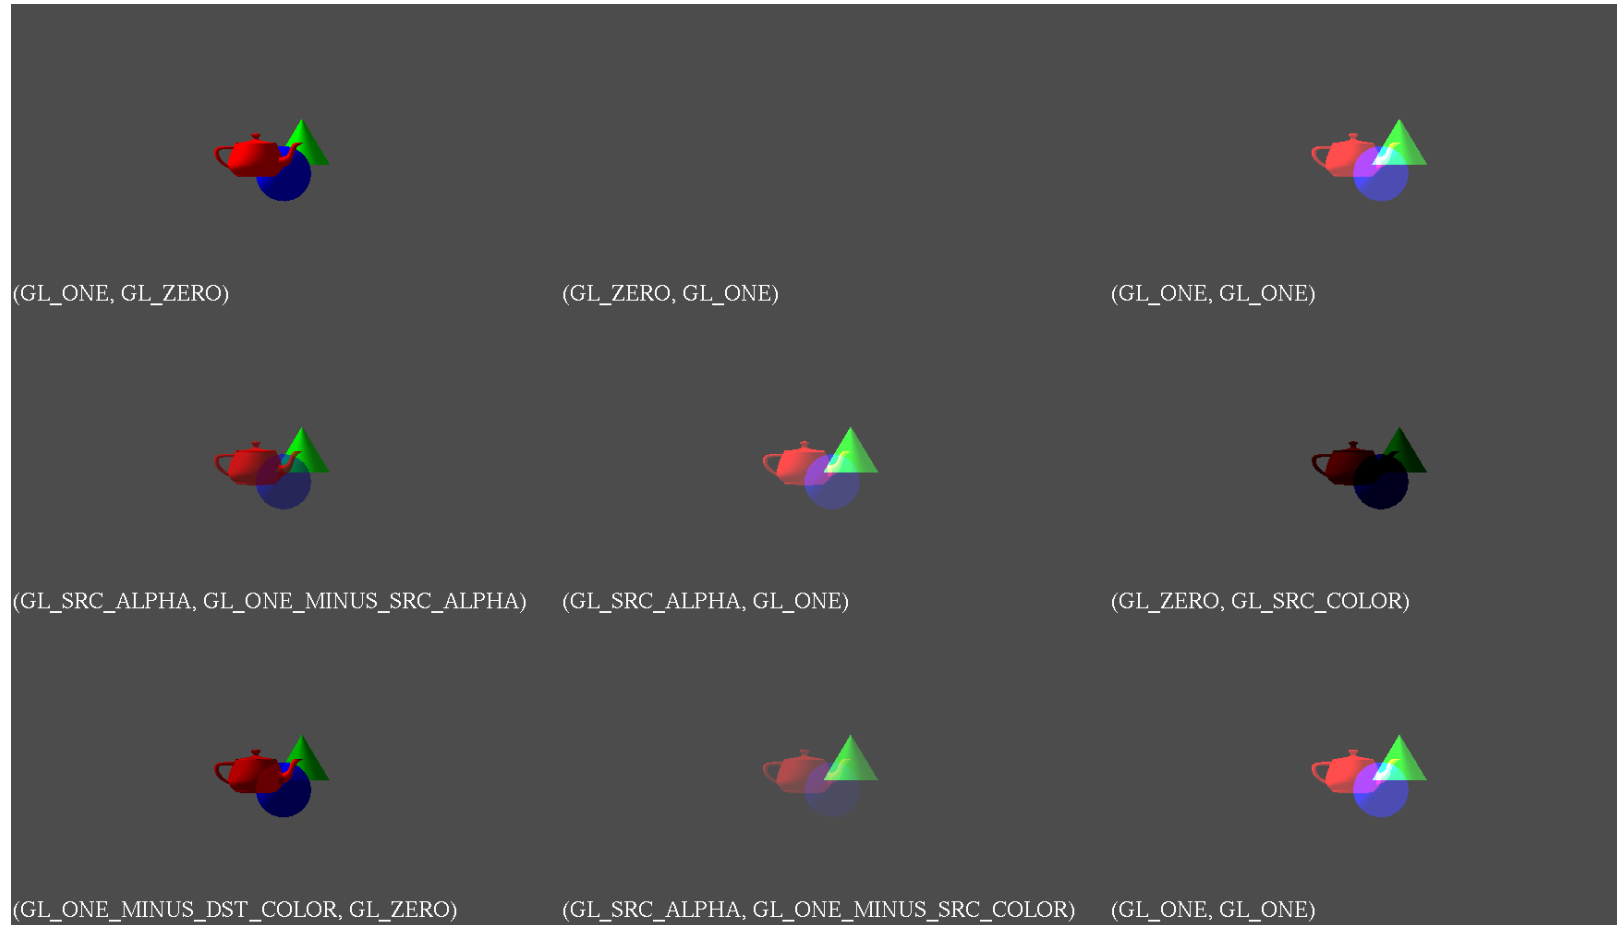 (GL_ONE, GL_ZERO)
(GL_ZERO, GL_ONE)
(GL_ONE, GL_ONE)
(GL_SRC_ALPHA, GL_ONE_MINUS_SRC_ALPHA)
(GL_SRC_ALPHA, GL_ONE)
(GL_ZERO, GL_SRC_COLOR)
(GL_ONE_MINUS_DST_COLOR, GL_ZERO)
(GL_SRC_ALPHA, GL_ONE_MINUS_SRC_COLOR)
(GL_ONE, GL_ONE)